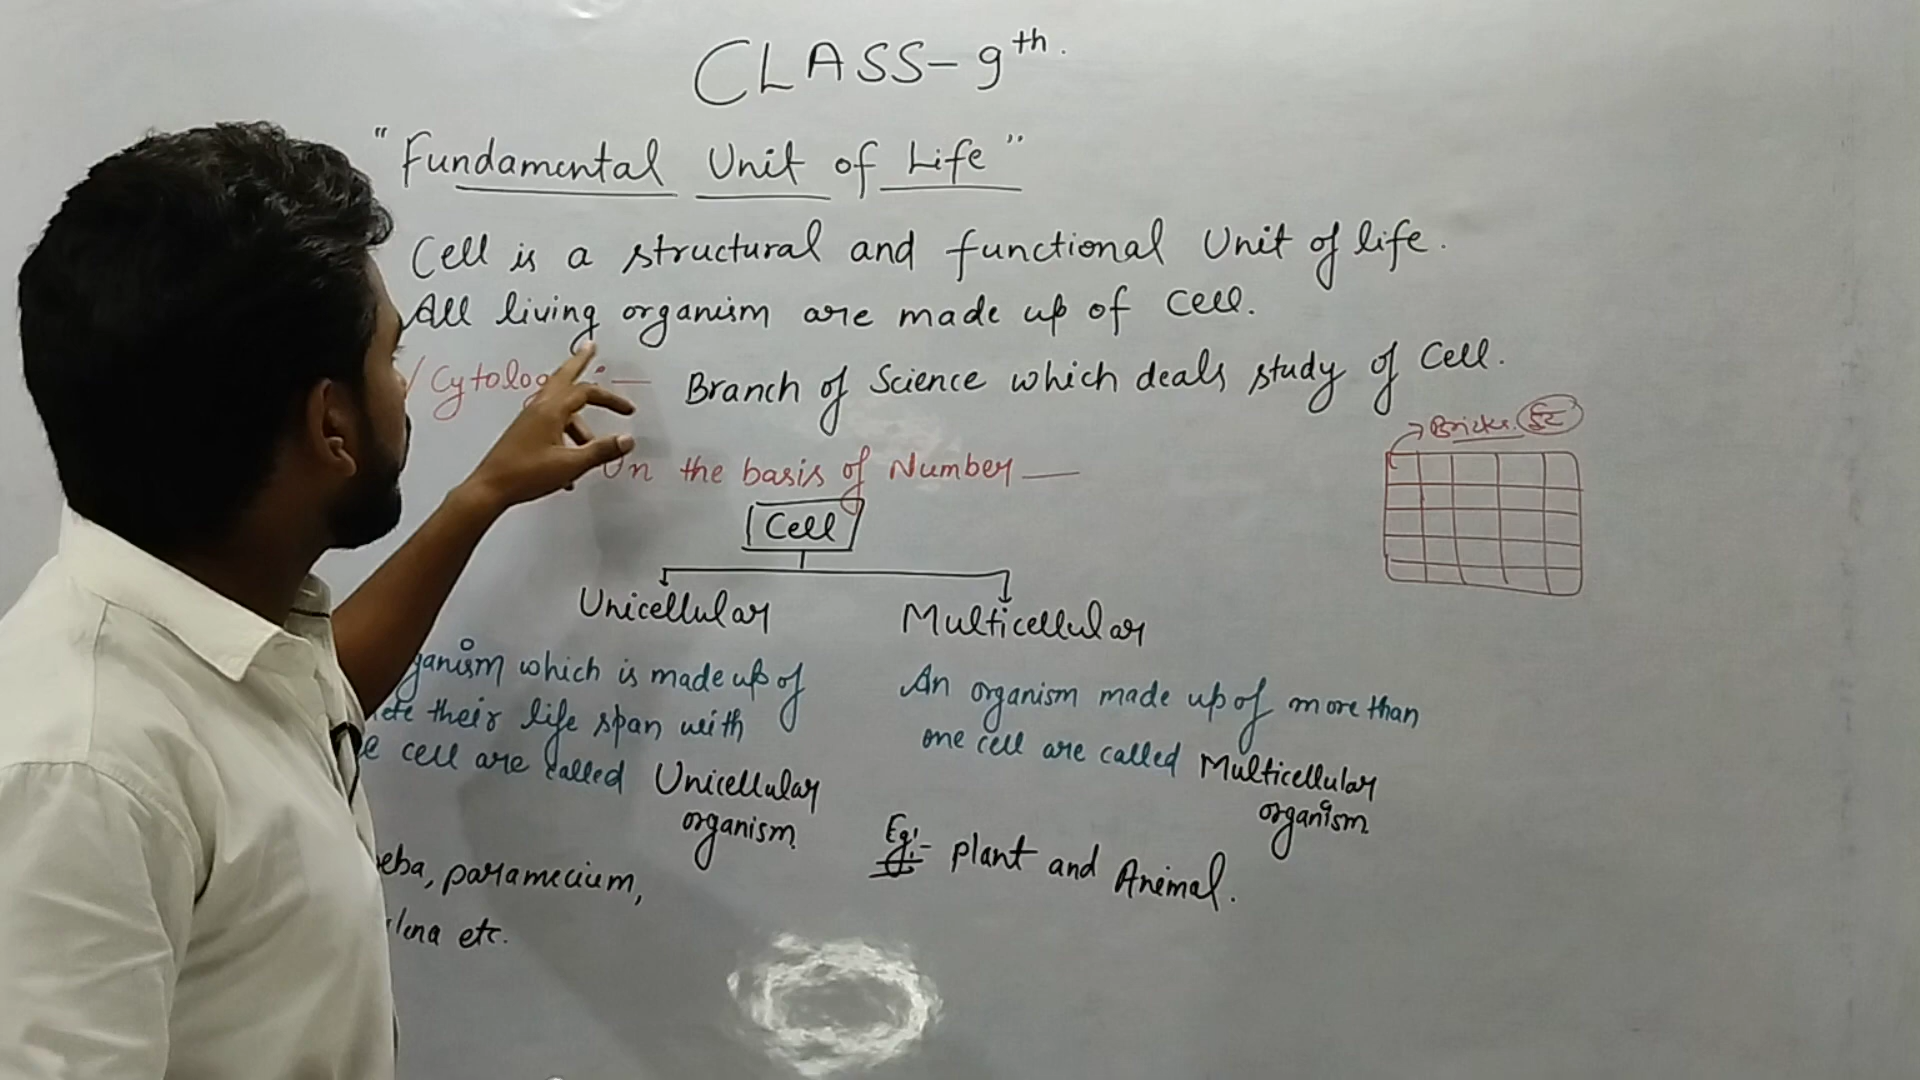 CLASS-9th.
"Fundamental Unit of Life"
Cell is a structural and functional Unit of life.
All living organism are made up of Cell.
Cytolog :— Branch of Science which deals study of Cell.
Bricks.
On the basis of Number —
Cell
Unicellular
Multicellular
ganism which is made up of
their life span with
cell are called Unicellular
organism
eba, paramecium,
etc.
An organism made up of more than
one cell are called Multicellular
organism
Eg:- plant and Animal.